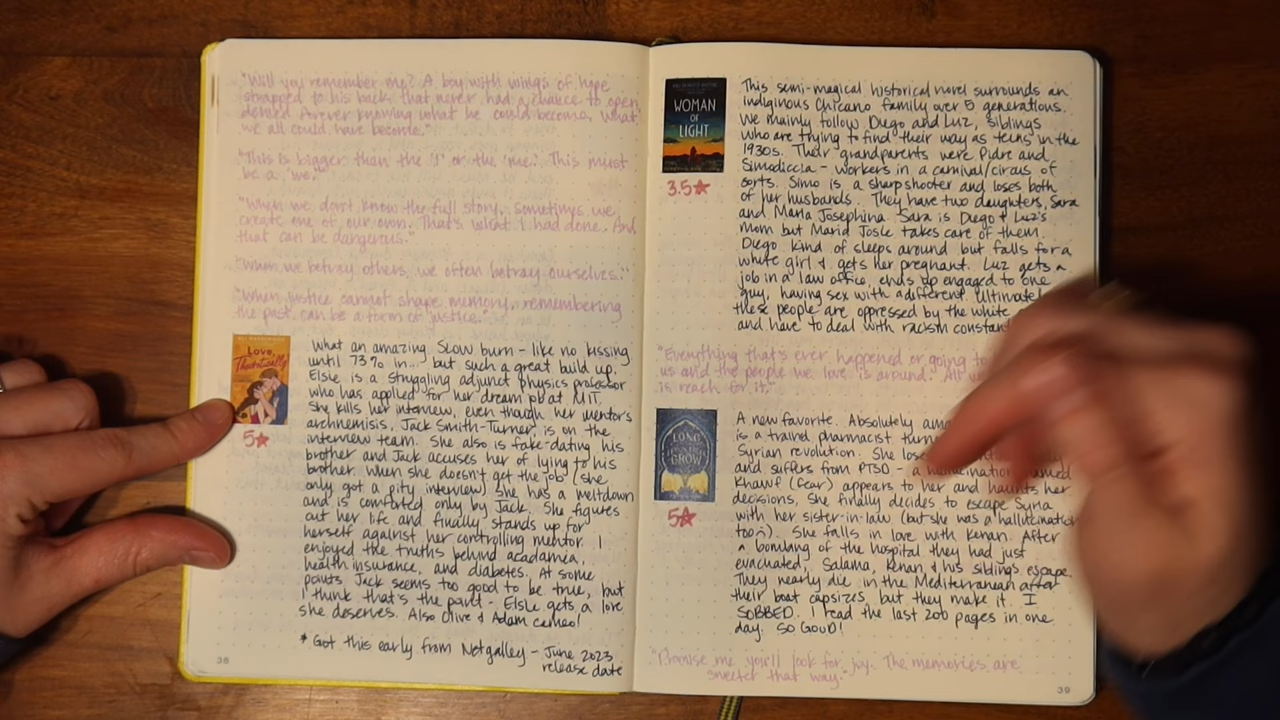 "Will you remember me? A boy with wings of hope
strapped to his back that never had a chance to open,
denied forever knowing what he could become. What
we all could have become."
"This is bigger than the 'I' or the 'me.' This must
be a 'we.'"
"When we don't know the full story, sometimes we
create one of our own. That's what I had done. And
that can be dangerous."
"When we betray others, we often betray ourselves."
"When justice cannot shape memory, remembering
the past can be a form of justice."
Love,
Theoretically
5★
What an amazing slow burn - like no kissing
until 73% in... but such a great build up.
Elsie is a struggling adjunct physics professor
who has applied for her dream job at MIT.
She kills her interview, even though her mentor's
archnemisis, Jack Smith-Turner, is on the
interview team. She also is fake-dating his
brother and Jack accuses her of lying to his
brother. When she doesn't get the job (she
only got a pity interview) she has a meltdown
and is comforted only by Jack. She figures
out her life and finally stands up for
herself against her controlling mentor. I
enjoyed the truths behind acadamia,
health insurance, and diabetes. At some
points Jack seems too good to be true, but
I think that's the point - Elsie gets a love
she deserves. Also Olive & Adam cameo!
* Got this early from Netgalley - June 2023
release date
38
WOMAN
OF
LIGHT
3.5★
This semi-magical historical novel surrounds an
indiginous Chicano family over 5 generations.
We mainly follow Diego and Luz, siblings
who are trying to find their way as teens in the
1930s. Their grandparents were Pidre and
Simodiccia - workers in a carnival/circus of
sorts. Simo is a sharpshooter and loses both
of her husbands. They have two daughters, Sara
and Maria Josephina. Sara is Diego & Luz's
mom but Maria Josie takes care of them.
Diego kind of sleeps around but falls for a
white girl & gets her pregnant. Luz gets a
job in a law office, ends up engaged to one
guy, having sex with a different. Ultimately
these people are oppressed by the white
and have to deal with racism
"Everything that's ever happened or going to
us and the people we love is around. All
is reach for it."
LONG
GROW
5★
A new favorite. Absolutely
is a traind pharmacist
Syrian revolution. She
and suffers from PTSD - a hallucination named
Khawf (fear) appears to her and haunts her
decisions. She finally decides to escape Syria
with her sister-in-law (but she was a hallucination
too). She falls in love with Kenan. After
a bombing of the hospital they had just
evacuated, Salama, Kenan & his siblings escape.
They nearly die in the Mediterranean after
their boat capsizes but they make it. I
SOBBED. I read the last 200 pages in one
day. SO GOOD!
"Promise me you'll look for joy. The memories are
sweeter that way."
39